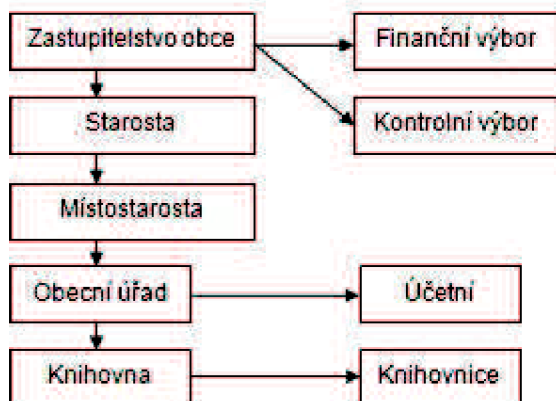 Zastupitelstvo obce
Finanční výbor
Starosta
Kontrolní výbor
Místostarosta
Obecní úřad
Účetní
Knihovna
Knihovnice